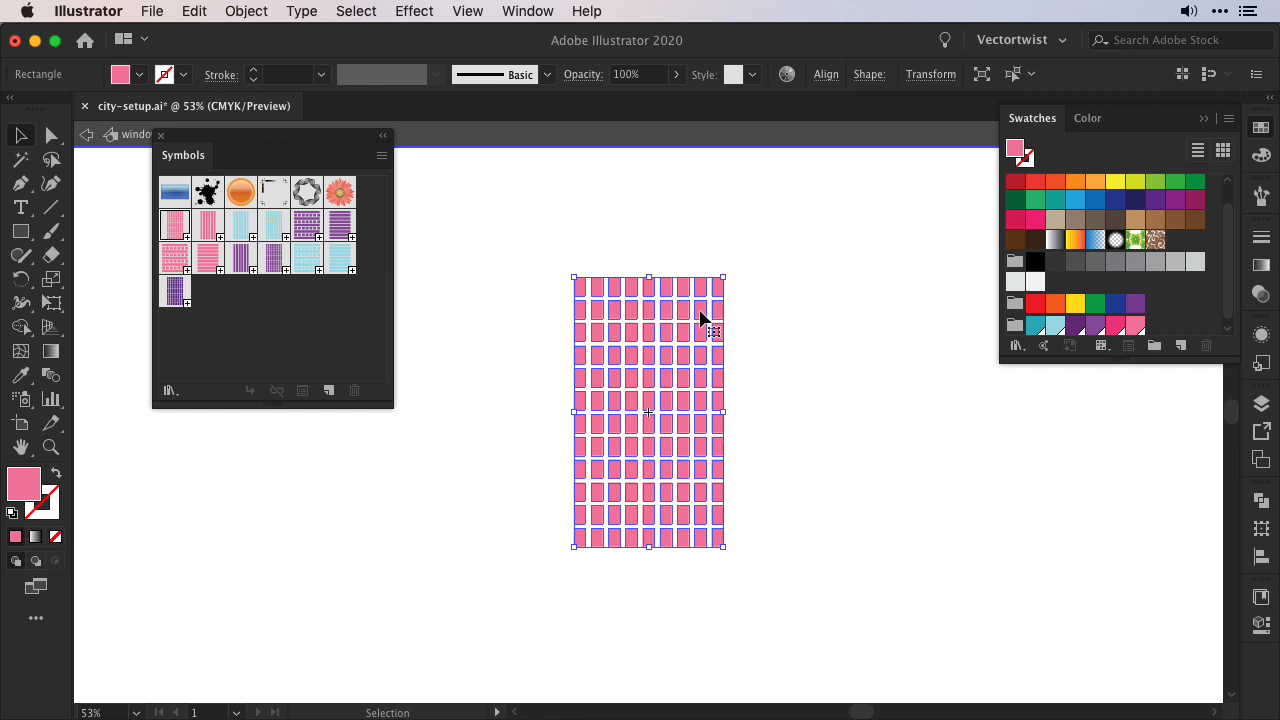 Illustrator File Edit Object Type Select Effect View Window Help
Adobe Illustrator 2020
Vectortwist
Search Adobe Stock
Rectangle
Stroke:
Basic
Opacity: 100%
Style:
Align
Shape:
Transform
× city-setup.ai* @ 53% (CMYK/Preview)
Symbols
Swatches
Color
53%
1
Selection